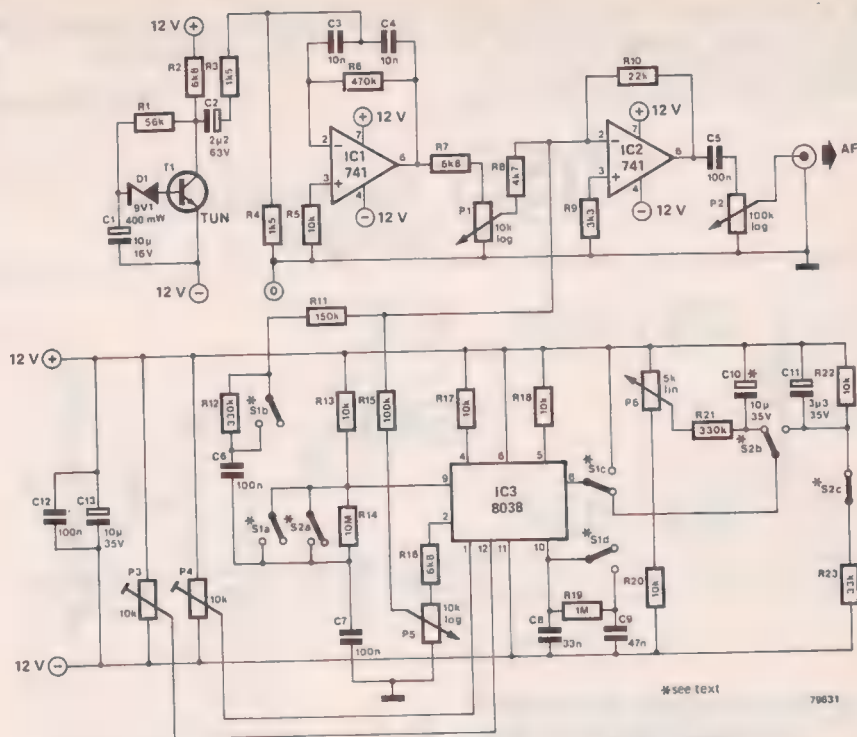 12 V +
R2
6k8
R3
1k5
R1
56k
C2
2µ2
63V
D1
9V1
400 mW
T1
TUN
C1
10µ
16V
12 V −
R4
1k5
0
C3
10n
C4
10n
R6
470k
12 V
+
2
−
7
IC1
741
6
3
+
4
−
12 V
R5
10k
R7
6k8
P1
10k
log
R8
4k7
R10
22k
12 V
+
2
−
7
IC2
741
6
3
+
4
−
12 V
R9
3k3
C5
100n
P2
100k
log
AF
R11
150k
12 V +
R12
330k
*
S1b
C6
100n
R13
10k
R15
100k
R17
10k
R18
10k
P6
5k
lin
C10 *
10µ
35V
C11
3µ3
35V
R22
10k
R21
330k
*
S2b
*
S1a
*
S2a
R14
10M
9
2
4
6
5
IC3
8038
8
1
12
11
10
*
S1c
*
S1d
*
S2c
C12
100n
C13
10µ
35V
P3
10k
P4
10k
C7
100n
R16
6k8
P5
10k
log
R19
1M
C8
33n
C9
47n
R20
10k
R23
33k
12 V −
*see text
79631